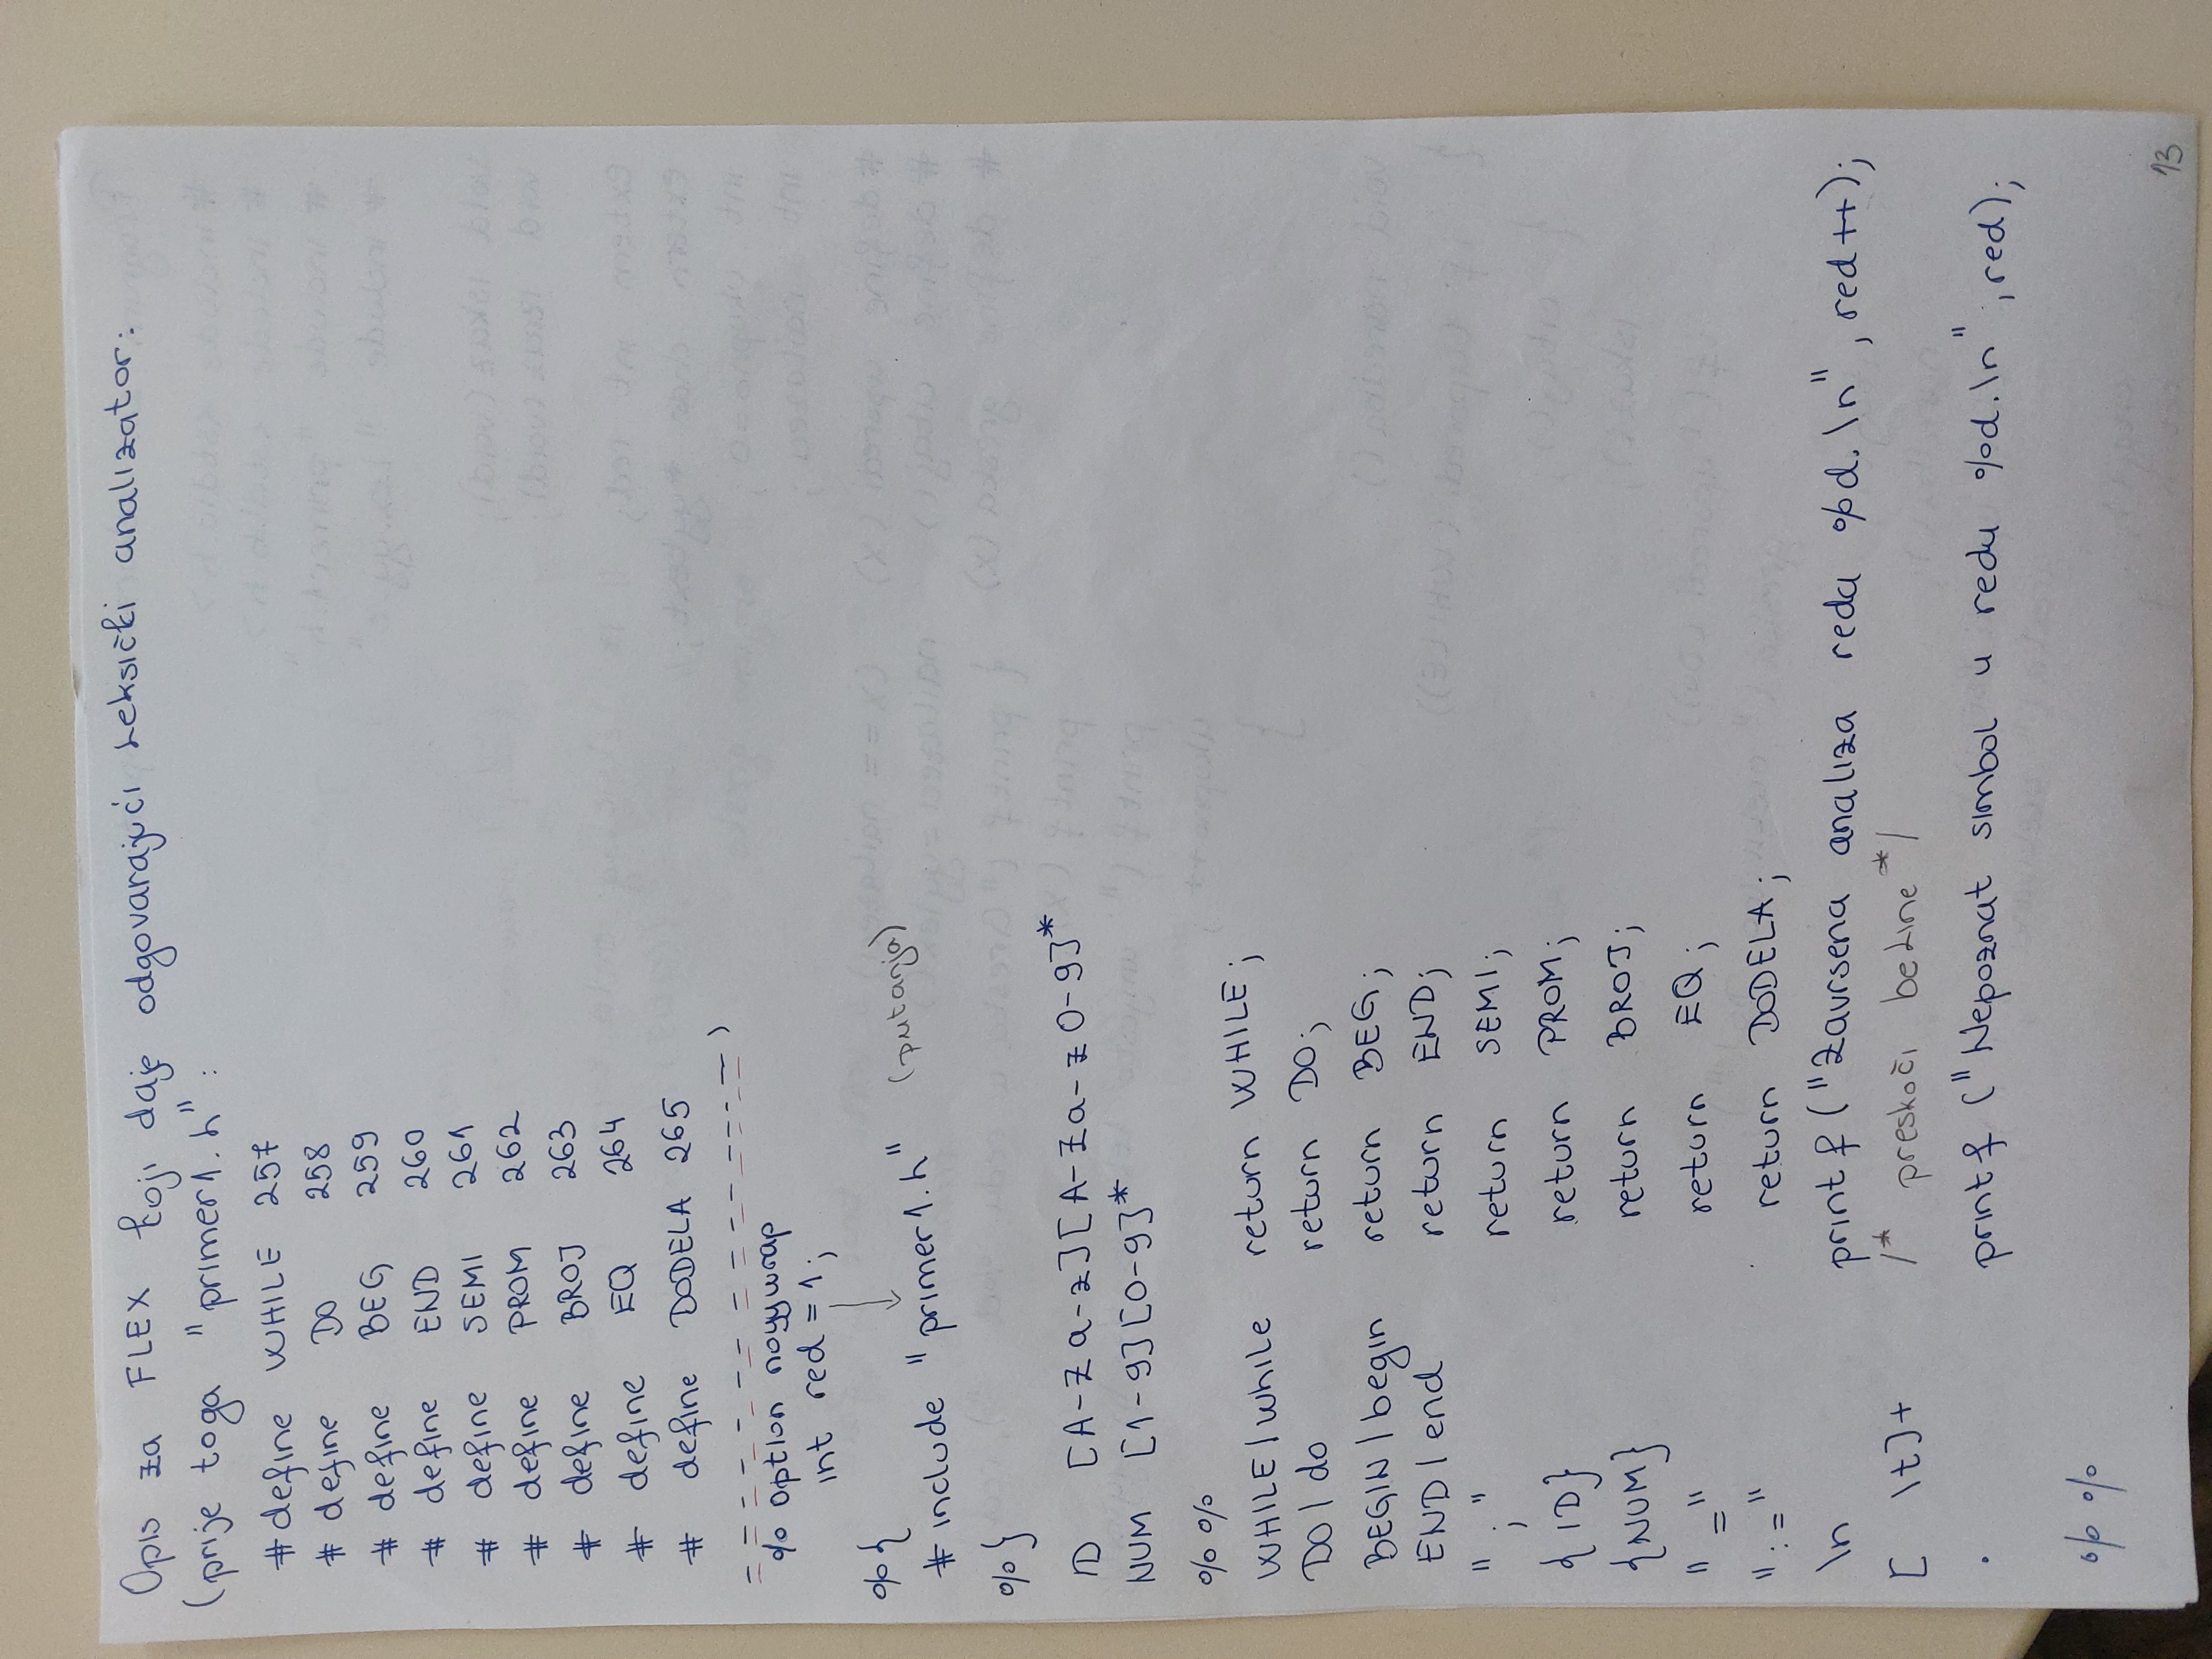 Opis za FLEX koji daje odgovarajući leksički analizator:
(prije toga "primer1.h":
#define WHILE 257
# define DO 258
# define BEG 259
# define END 260
# define SEMI 261
# define PROM 262
# define BROJ 263
# define EQ 264
# define DODELA 265
- - - - - - - - - - - - - - )
% option noyywrap
int red = 1;
%{
# include "primer1.h" (putanja)
%}
ID [A-Za-z][A-Za-z0-9]*
NUM [1-9][0-9]*
%%
WHILE|while return WHILE;
DO|do return DO;
BEGIN|begin return BEG;
END|end return END;
";" return SEMI;
{ID} return PROM;
{NUM} return BROJ;
"=" return EQ;
":=" return DODELA;
\n printf("Zavrsena analiza reda %d.\n", red++);
[ \t]+ /* preskoči beline */
. printf ("Nepoznat simbol u redu %d.\n", red);
%%
13